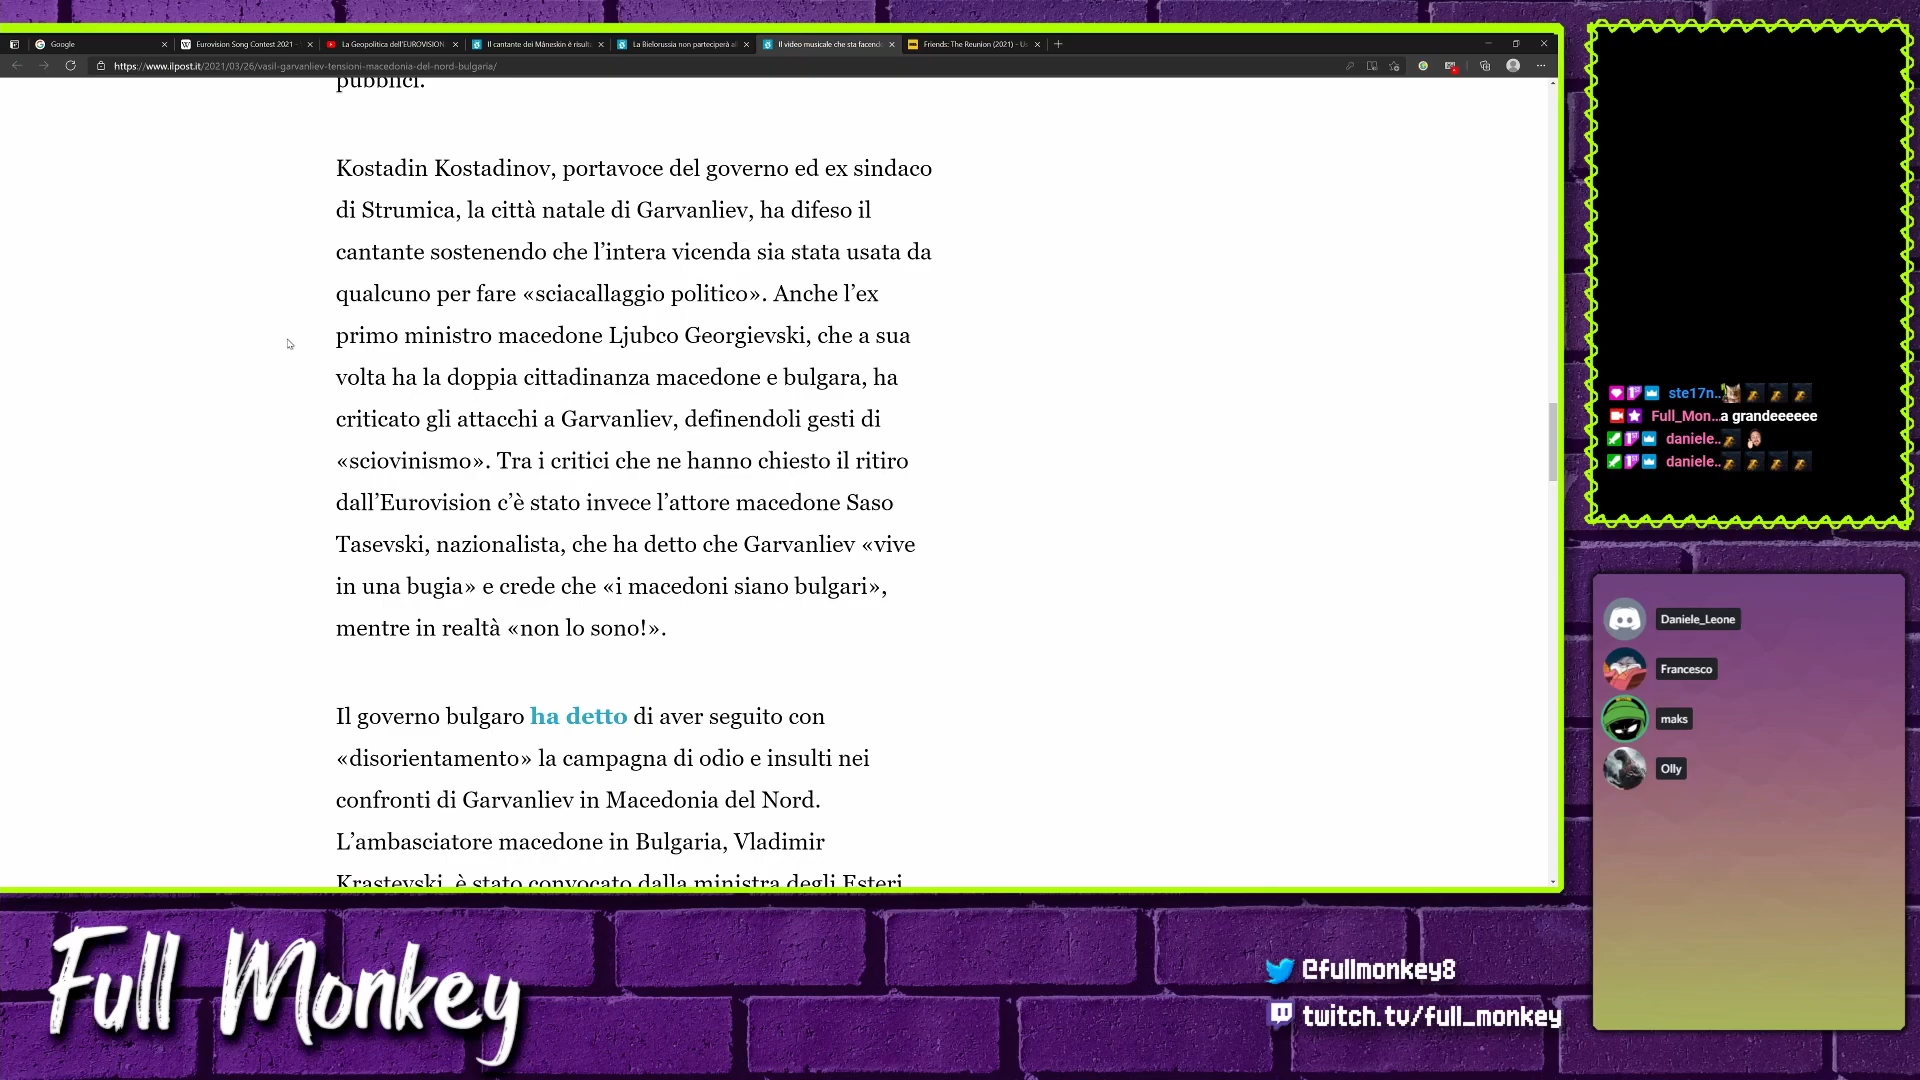 Google
Eurovision Song Contest 2021 -
La Geopolitica dell'EUROVISION
Il cantante dei Måneskin è risult
La Bielorussia non parteciperà al
Il video musicale che sta facend
Friends: The Reunion (2021) - U
https://www.ilpost.it/2021/03/26/vasil-garvanliev-tensioni-macedonia-del-nord-bulgaria/
pubblici.
Kostadin Kostadinov, portavoce del governo ed ex sindaco
di Strumica, la città natale di Garvanliev, ha difeso il
cantante sostenendo che l'intera vicenda sia stata usata da
qualcuno per fare «sciacallaggio politico». Anche l'ex
primo ministro macedone Ljubco Georgievski, che a sua
volta ha la doppia cittadinanza macedone e bulgara, ha
criticato gli attacchi a Garvanliev, definendoli gesti di
«sciovinismo». Tra i critici che ne hanno chiesto il ritiro
dall'Eurovision c'è stato invece l'attore macedone Saso
Tasevski, nazionalista, che ha detto che Garvanliev «vive
in una bugia» e crede che «i macedoni siano bulgari»,
mentre in realtà «non lo sono!».
Il governo bulgaro ha detto di aver seguito con
«disorientamento» la campagna di odio e insulti nei
confronti di Garvanliev in Macedonia del Nord.
L'ambasciatore macedone in Bulgaria, Vladimir
Krastevski, è stato convocato dalla ministra degli Esteri
ste17n..
Full_Mon...a grandeeeeee
daniele..
daniele..
Daniele_Leone
Francesco
maks
Olly
Full Monkey
@fullmonkey8
twitch.tv/full_monkey